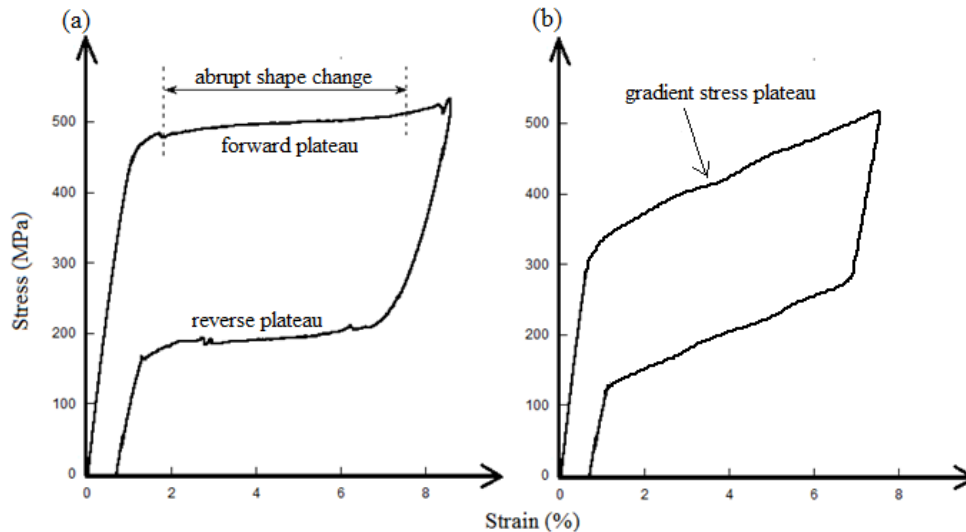 (a)
abrupt shape change
forward plateau
reverse plateau
500
400
300
200
100
0
0 2 4 6 8
Stress (MPa)
(b)
gradient stress plateau
500
400
300
200
100
0
0 2 4 6 8
Strain (%)